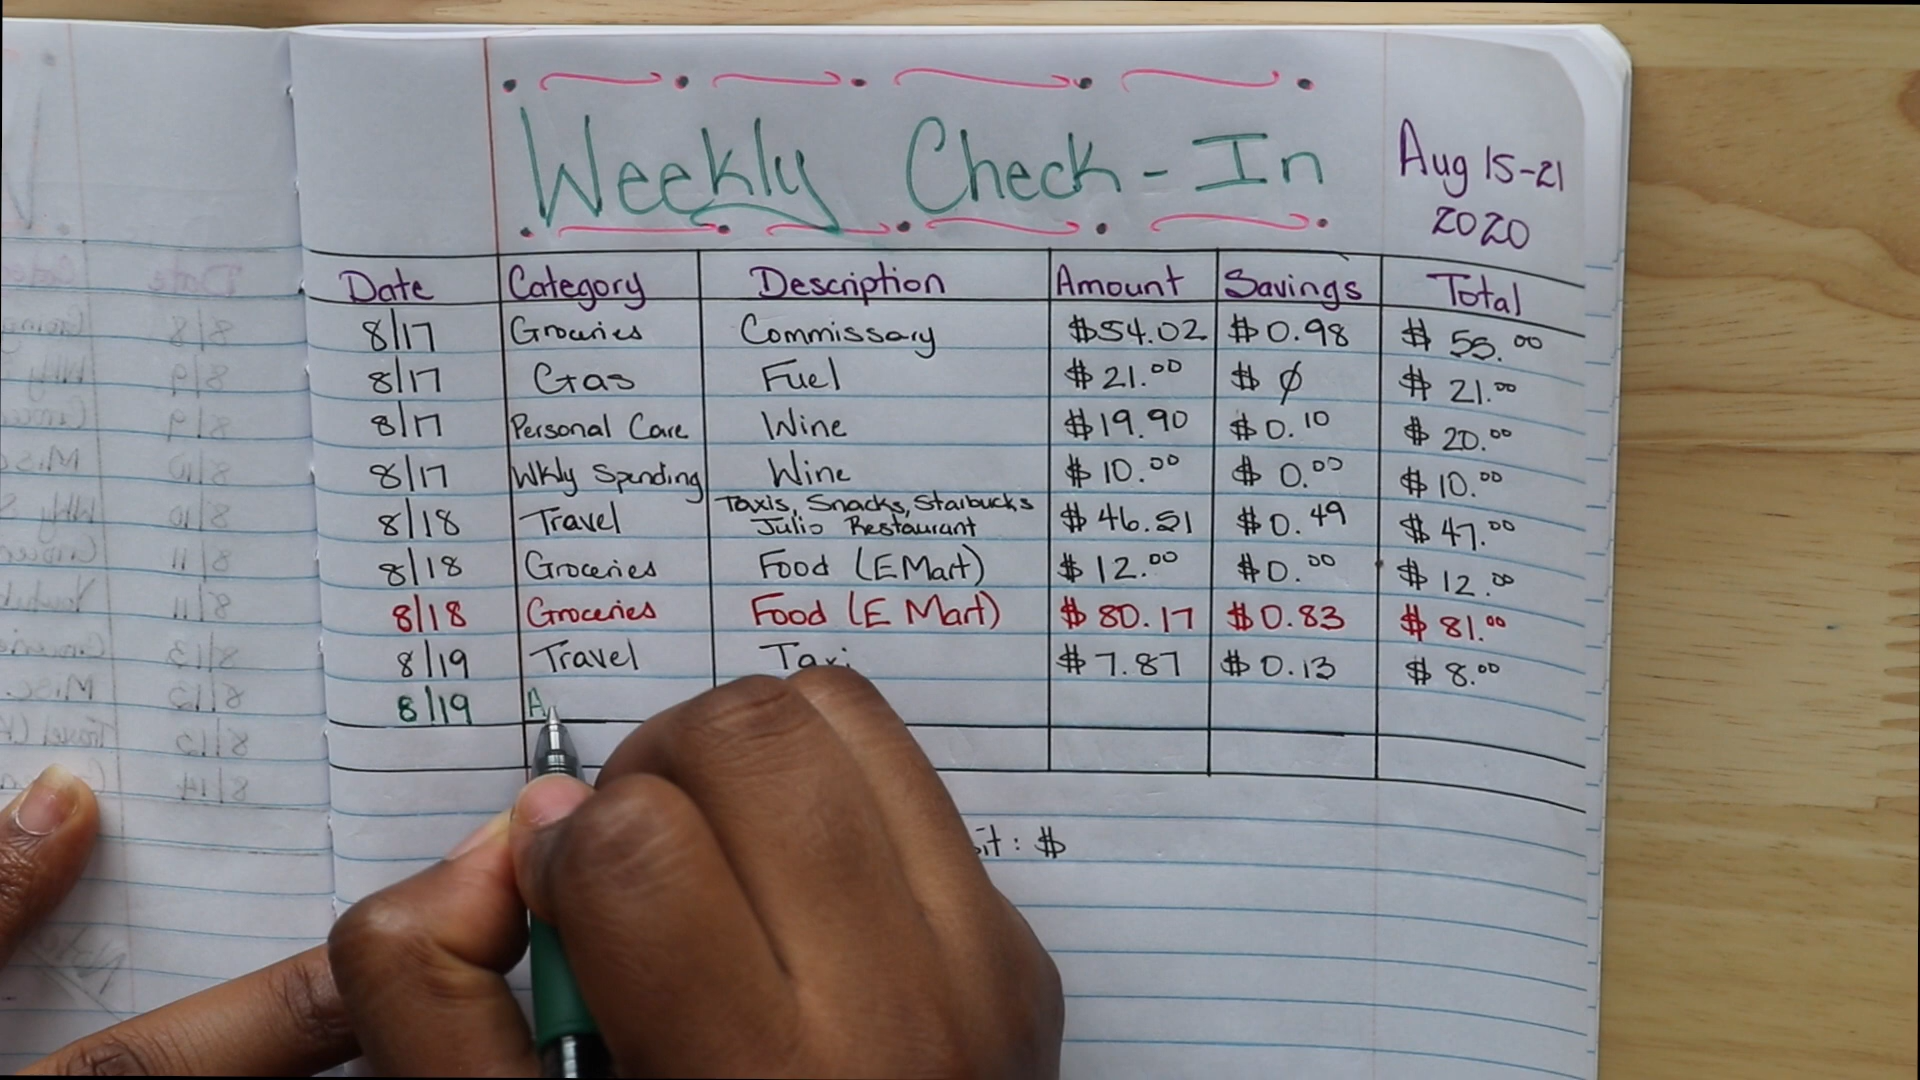 Weekly Check-In
Aug 15-21
2020
Date Category Description Amount Savings Total
8/17 Groceries Commissary $54.02 $0.98 $55.00
8/17 Gas Fuel $21.00 $ ∅ $21.00
8/17 Personal Care Wine $19.90 $0.10 $20.00
8/17 Wkly Spending Wine $10.00 $0.00 $10.00
8/18 Travel Taxis, Snacks, Starbucks $46.51 $0.49 $47.00
Julio Restaurant
8/18 Groceries Food (EMart) $12.00 $0.00 $12.00
8/18 Groceries Food (E Mart) $80.17 $0.83 $81.00
8/19 Travel Taxi $7.87 $0.13 $8.00
8/19 A
it: $